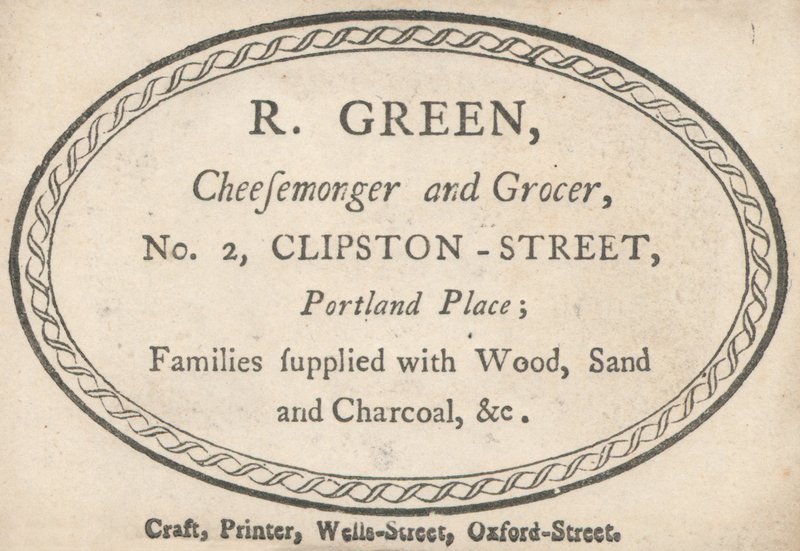 R. GREEN,
Cheeſemonger and Grocer,
No. 2, CLIPSTON - STREET,
Portland Place ;
Families ſupplied with Wood, Sand
and Charcoal, &c .
Craft, Printer, Wells-Street, Oxford-Street.